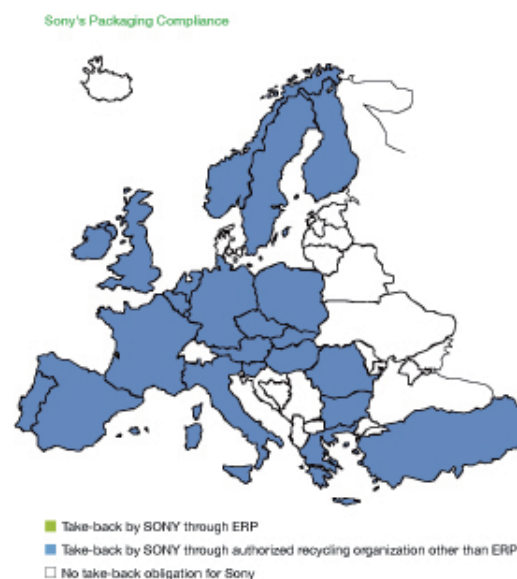 Sony's Packaging Compliance
Take-back by SONY through ERP
Take-back by SONY through authorized recycling organization other than ERP
No take-back obligation for Sony